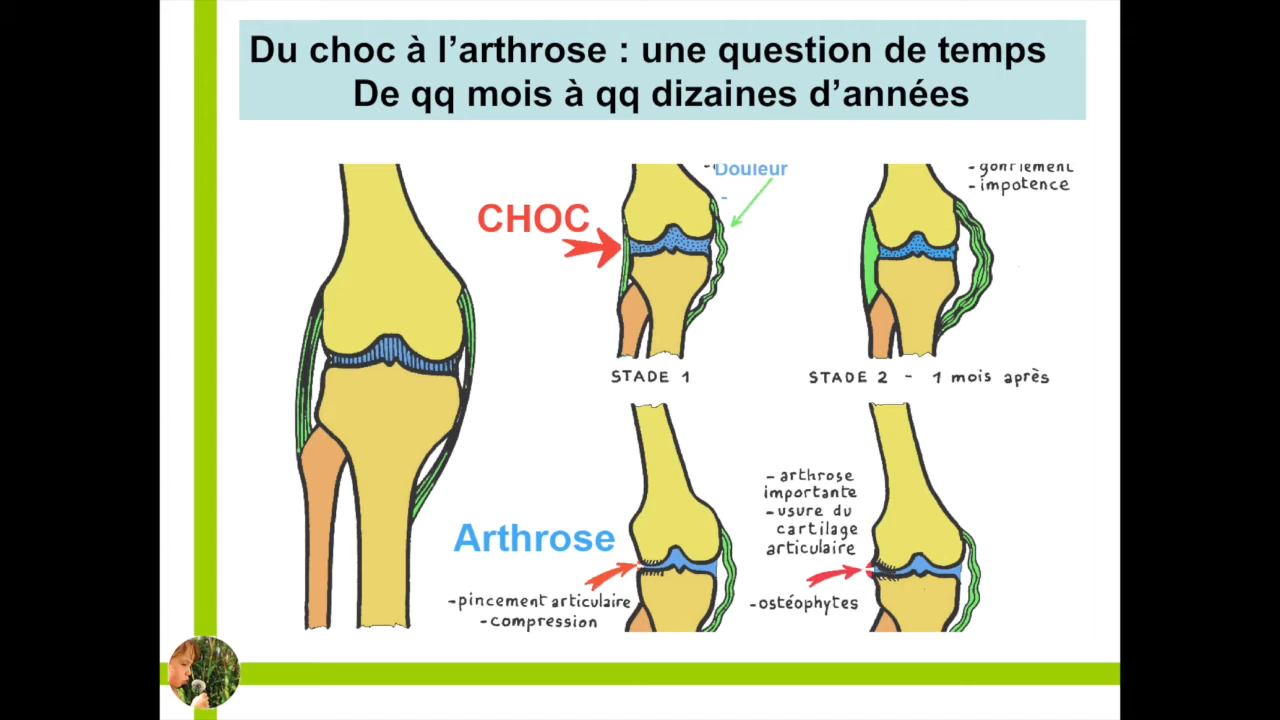 Du choc à l’arthrose : une question de temps
De qq mois à qq dizaines d’années
Douleur
-
CHOC
- gonflement
- impotence
STADE 1
STADE 2 - 1 mois après
Arthrose
- pincement articulaire
- compression
- arthrose
importante
- usure du
cartilage
articulaire
- ostéophytes